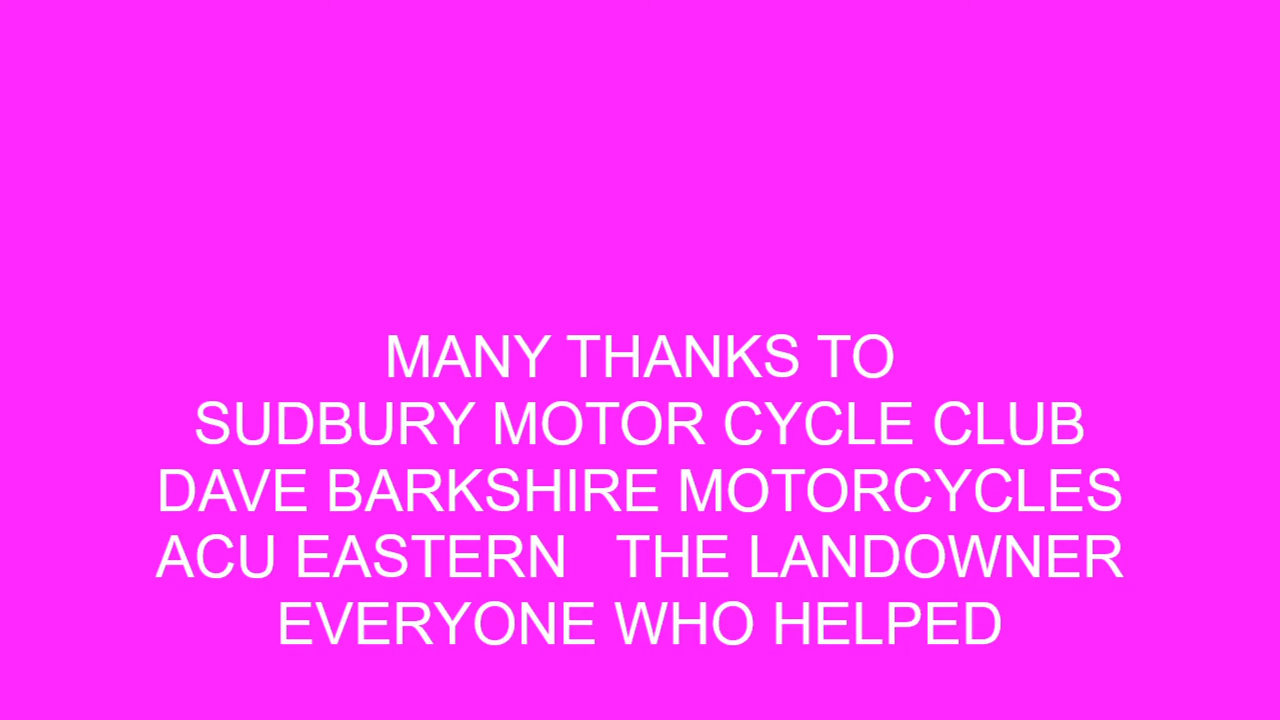 MANY THANKS TO
SUDBURY MOTOR CYCLE CLUB
DAVE BARKSHIRE MOTORCYCLES
ACU EASTERN   THE LANDOWNER
EVERYONE WHO HELPED